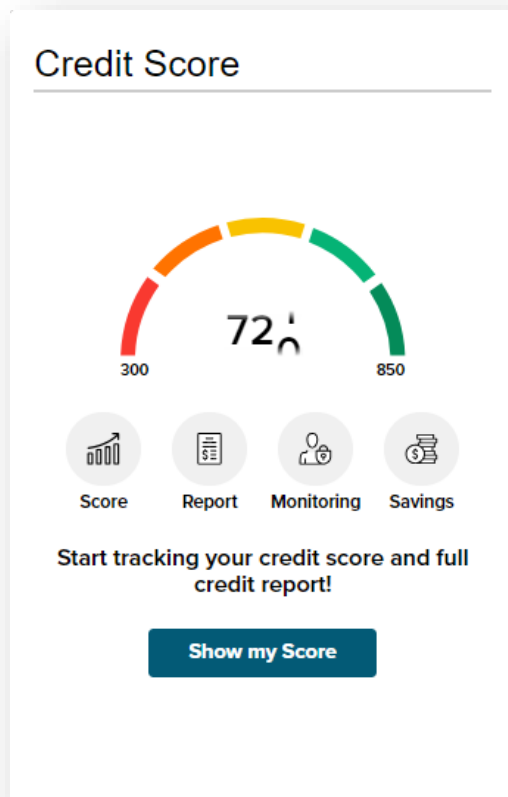 Credit Score
72
300 850
Score Report Monitoring Savings
Start tracking your credit score and full
credit report!
Show my Score